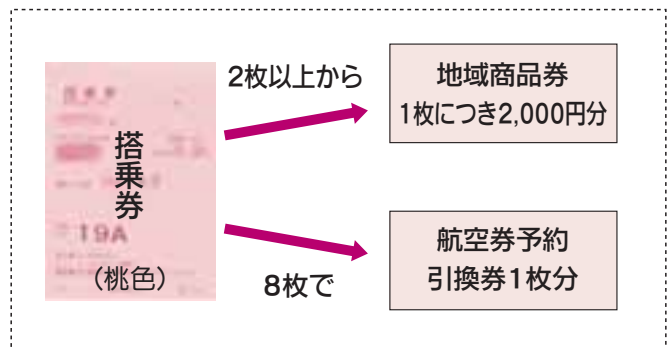 搭乗券
19A
(桃色)
2枚以上から
地域商品券
1枚につき2,000円分
8枚で
航空券予約
引換券1枚分